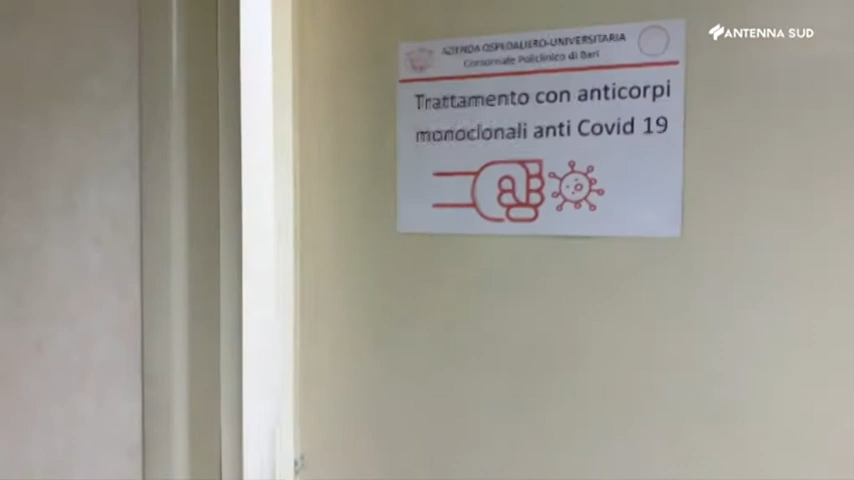 ANTENNA SUD
AZIENDA OSPEDALIERO-UNIVERSITARIA
Consorziale Policlinico di Bari
Trattamento con anticorpi
monoclonali anti Covid 19